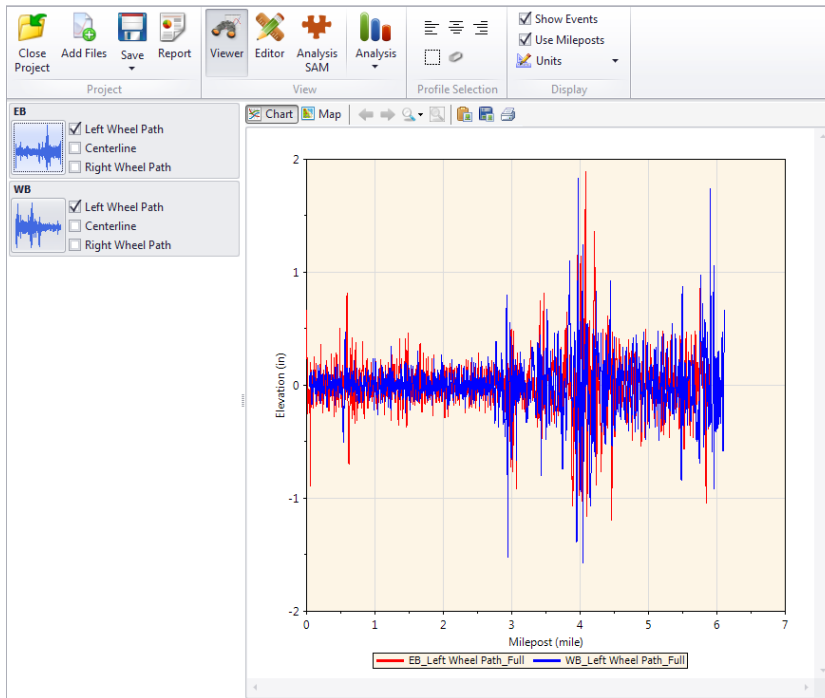 Close Project
Add Files
Save
Report
Viewer
Editor
Analysis SAM
Analysis
Show Events
Use Mileposts
Units
Project
View
Profile Selection
Display
EB
Left Wheel Path
Centerline
Right Wheel Path
WB
Left Wheel Path
Centerline
Right Wheel Path
Chart
Map
2
1
0
-1
-2
Elevation (in)
0 1 2 3 4 5 6 7
Milepost (mile)
EB_Left Wheel Path_Full WB_Left Wheel Path_Full